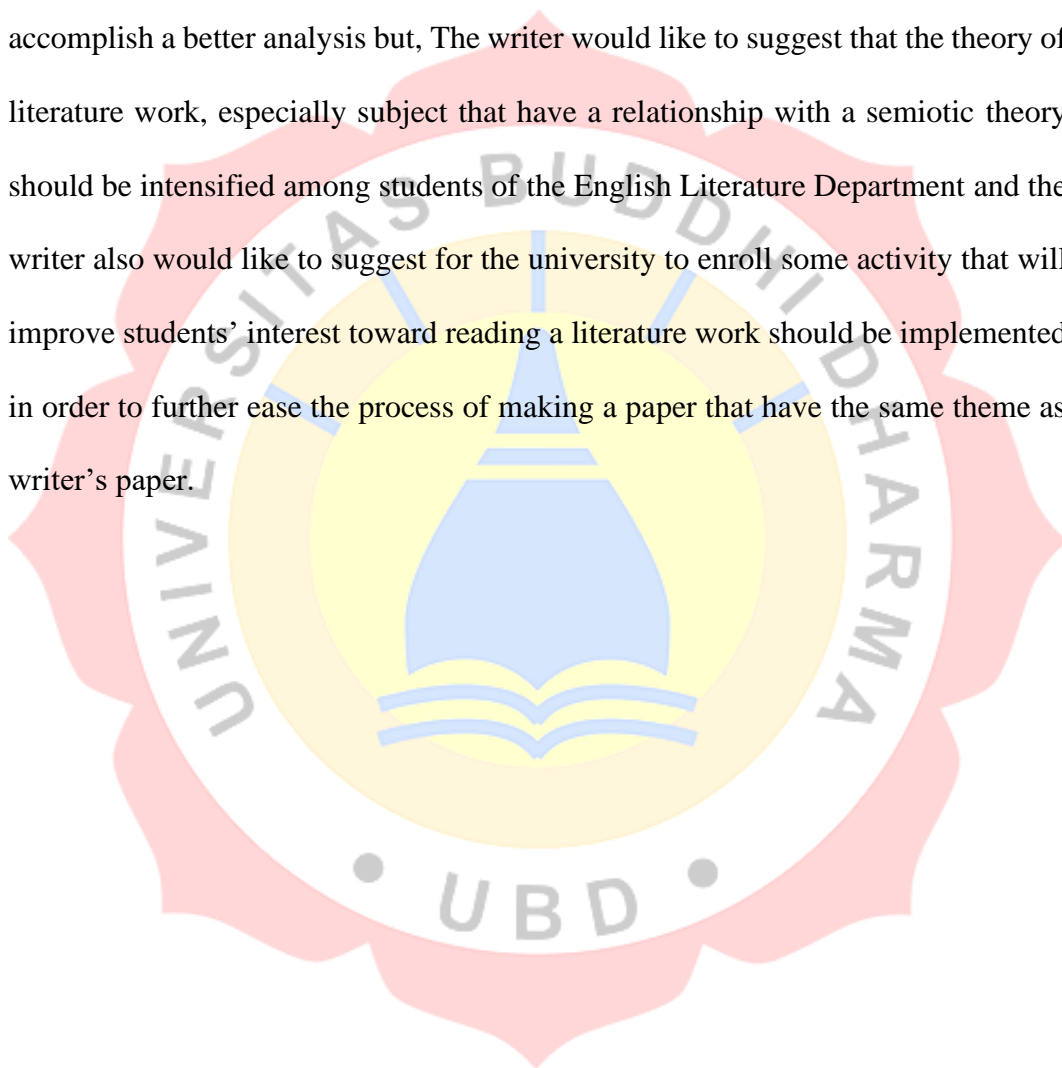 accomplish a better analysis but, The writer would like to suggest that the theory of
literature work, especially subject that have a relationship with a semiotic theory
should be intensified among students of the English Literature Department and the
writer also would like to suggest for the university to enroll some activity that will
improve students’ interest toward reading a literature work should be implemented
in order to further ease the process of making a paper that have the same theme as
writer’s paper.
UNIVERSITAS BUDDHI DHARMA
• UBD •